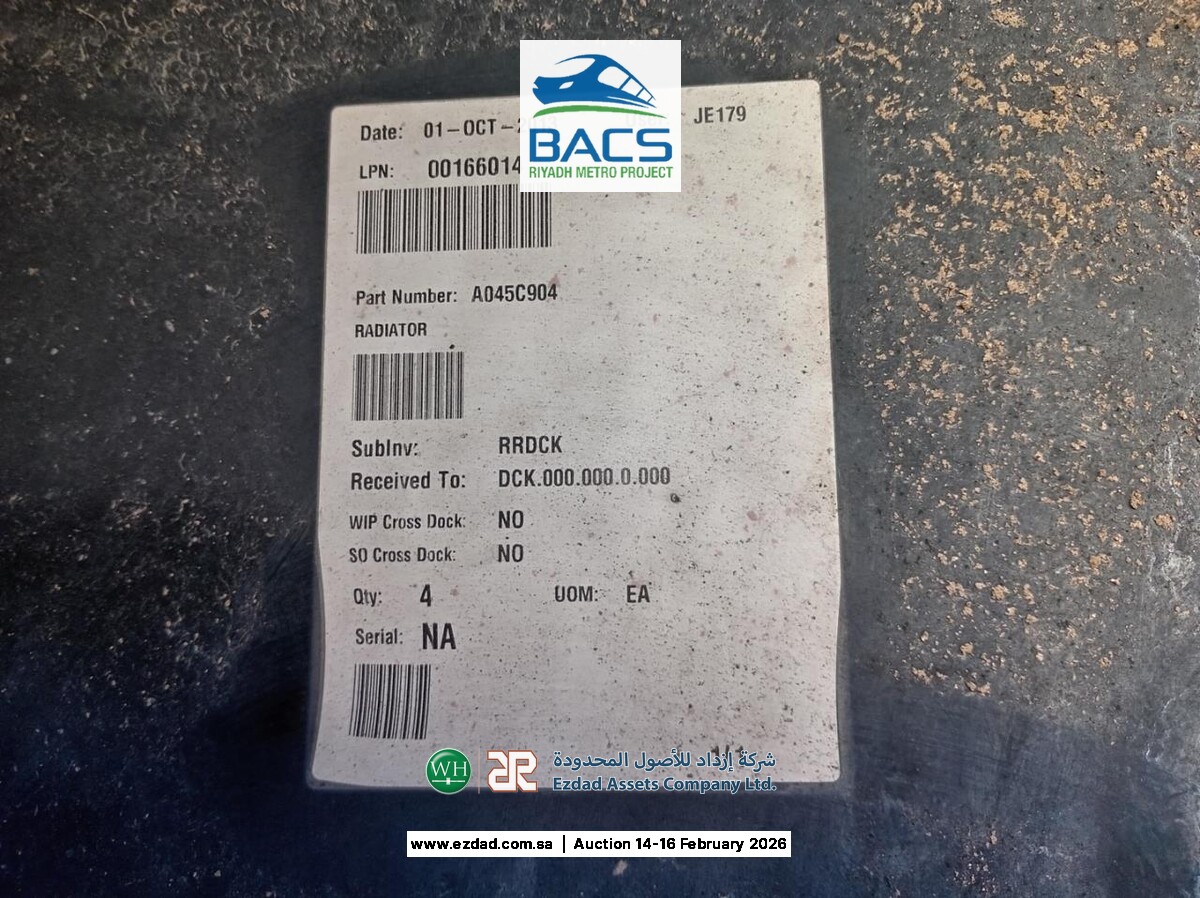 BACS
RIYADH METRO PROJECT
Date: 01-OCT- JE179
LPN: 00166014
Part Number: A045C904
RADIATOR
SubInv: RRDCK
Received To: DCK.000.000.0.000
WIP Cross Dock: NO
SO Cross Dock: NO
Qty: 4 UOM: EA
Serial: NA
WH
شركة إزداد للأصول المحدودة
Ezdad Assets Company Ltd.
www.ezdad.com.sa | Auction 14-16 February 2026